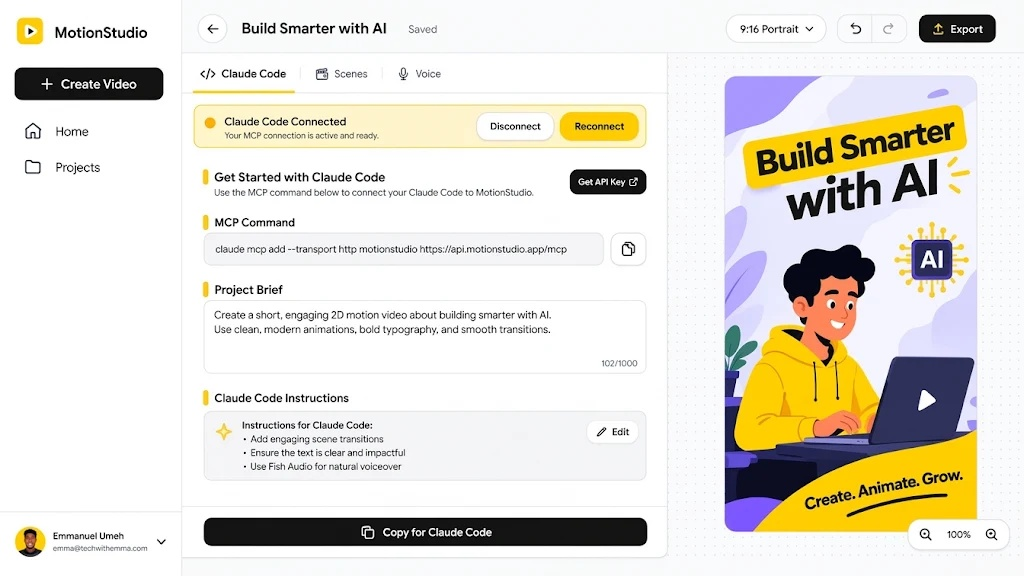 MotionStudio
Create Video
Home
Projects
Emmanuel Umeh
emma@techwithemma.com
Build Smarter with AI
Saved
9:16 Portrait
Export
</> Claude Code
Scenes
Voice
Claude Code Connected
Your MCP connection is active and ready.
Disconnect
Reconnect
Get Started with Claude Code
Use the MCP command below to connect your Claude Code to MotionStudio.
Get API Key
MCP Command
claude mcp add --transport http motionstudio https://api.motionstudio.app/mcp
Project Brief
Create a short, engaging 2D motion video about building smarter with AI.
Use clean, modern animations, bold typography, and smooth transitions.
102/1000
Claude Code Instructions
Instructions for Claude Code:
• Add engaging scene transitions
• Ensure the text is clear and impactful
• Use Fish Audio for natural voiceover
Edit
Copy for Claude Code
Build Smarter
with AI
AI
Create. Animate. Grow.
100%